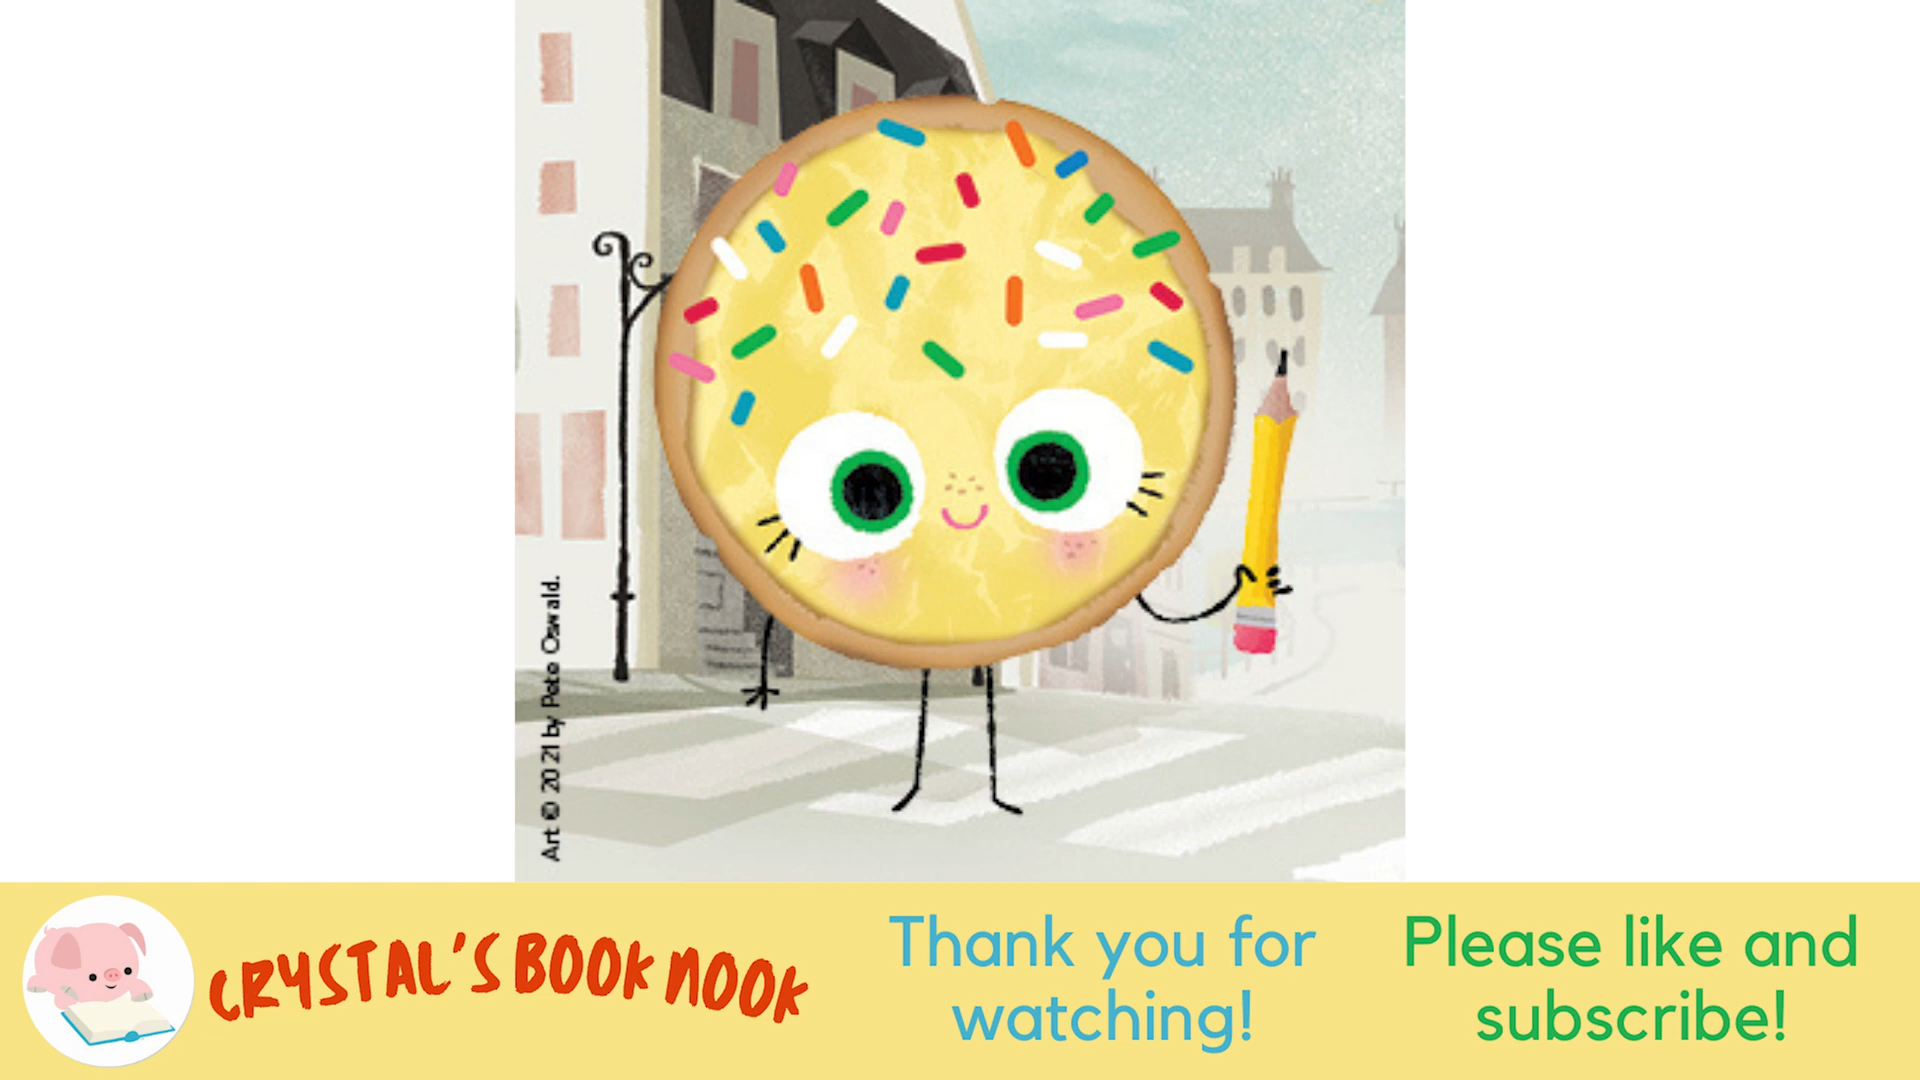 Art © 2021 by Pete Oswald.
CRYSTAL'S BOOK NOOK
Thank you for
watching!
Please like and
subscribe!